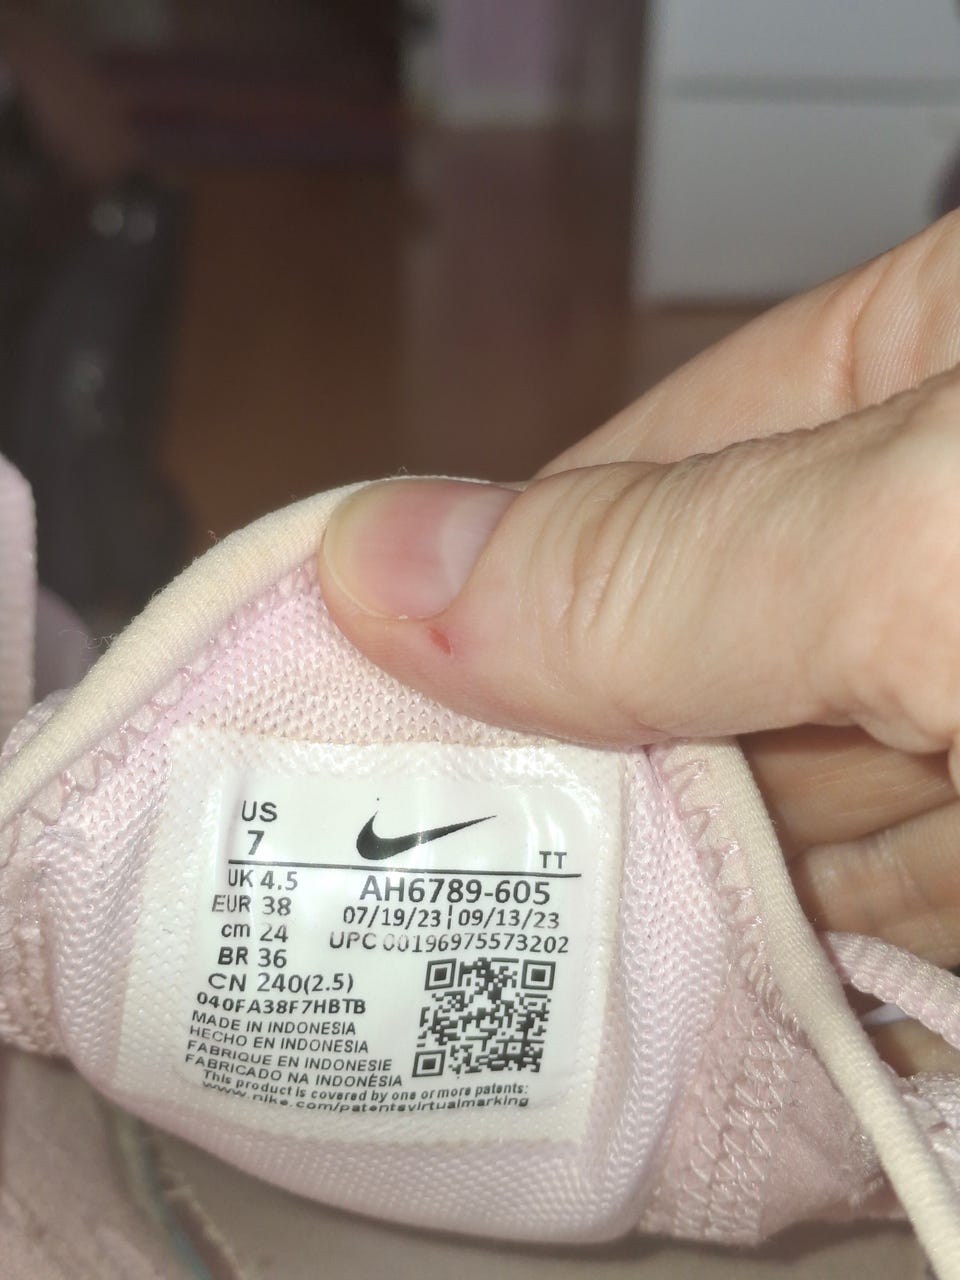 US
7
TT
UK 4.5
EUR 38
cm 24
BR 36
CN 240(2.5)
AH6789-605
07/19/23 | 09/13/23
UPC 00196975573202
040FA38F7HBTB
MADE IN INDONESIA
HECHO EN INDONESIA
FABRIQUE EN INDONESIE
FABRICADO NA INDONÉSIA
This product is covered by one or more patents:
www.nike.com/patentsvirtualmarking